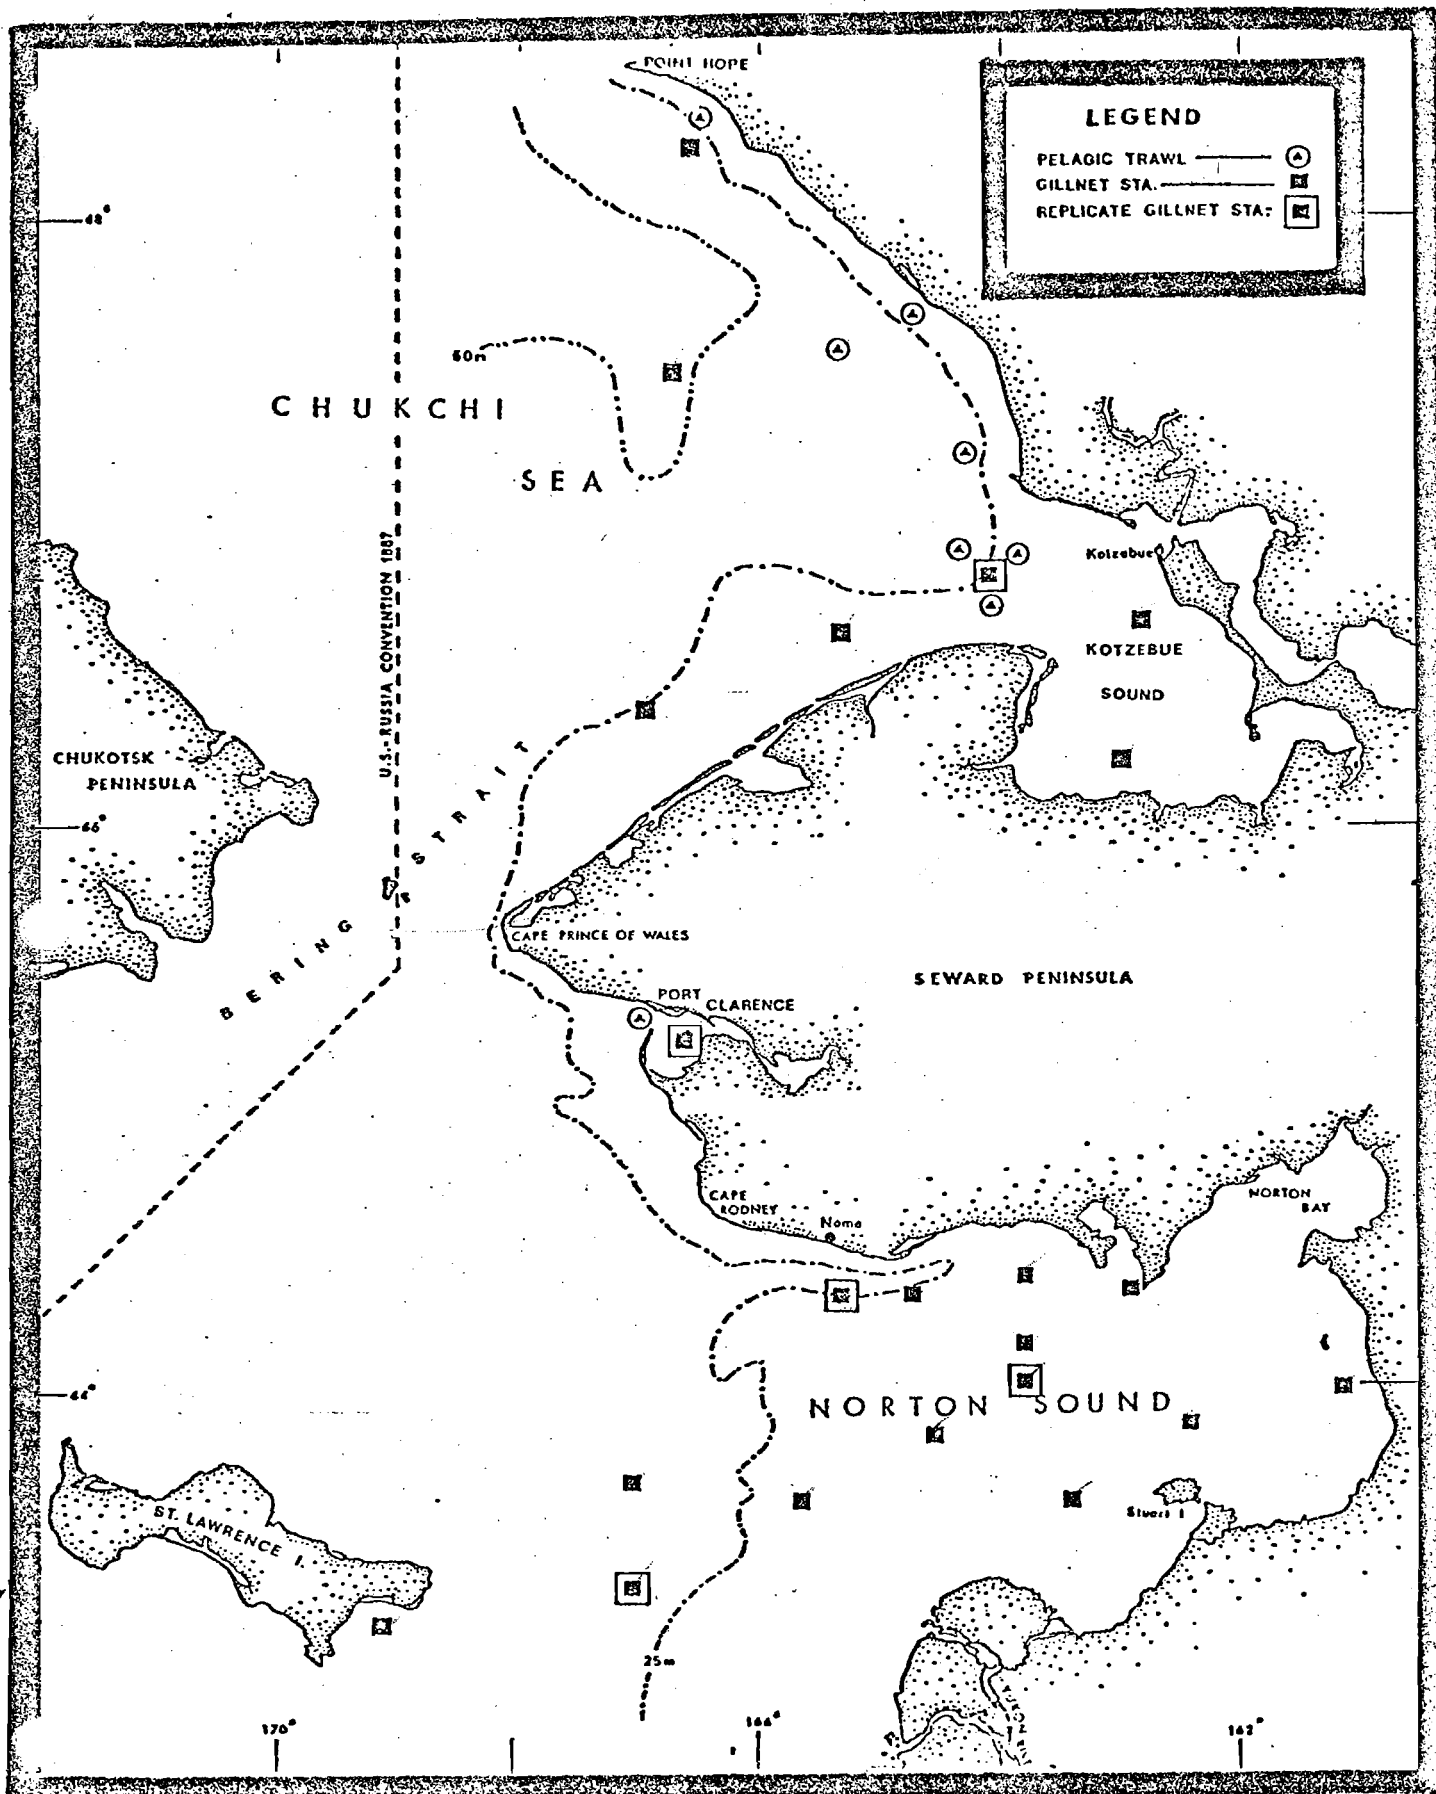 POINT HOPE
LEGEND
PELAGIC TRAWL
GILLNET STA.
REPLICATE GILLNET STA.
68°
60m
CHUKCHI
SEA
U.S.-RUSSIA CONVENTION 1887
Kotzebue
KOTZEBUE
SOUND
CHUKOTSK
PENINSULA
66°
BERING STRAIT
CAPE PRINCE OF WALES
SEWARD PENINSULA
PORT CLARENCE
CAPE
RODNEY
Nome
NORTON
BAY
64°
NORTON SOUND
ST. LAWRENCE I.
Stuart I
25m
170°
166°
162°